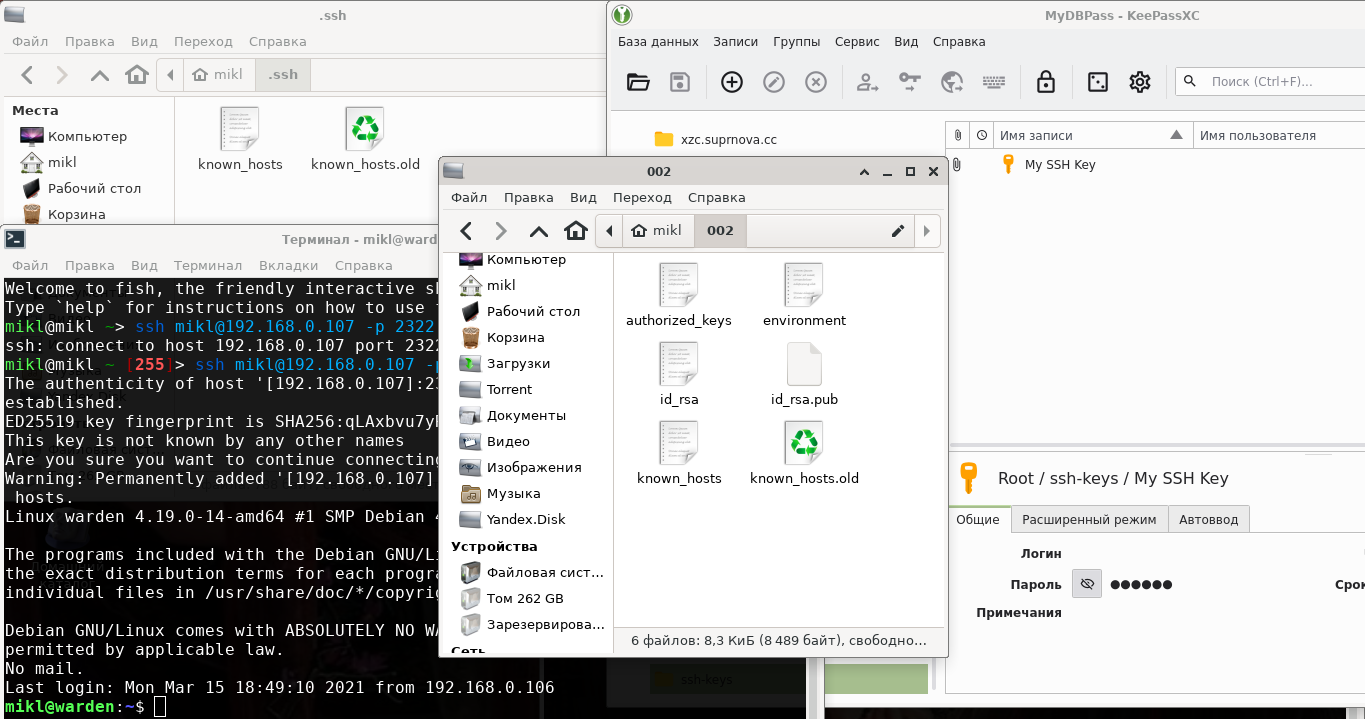 .ssh
Файл Правка Вид Переход Справка
mikl .ssh
Места
Компьютер
mikl
Рабочий стол
Корзина
known_hosts known_hosts.old
MyDBPass - KeePassXC
База данных Записи Группы Сервис Вид Справка
Поиск (Ctrl+F)...
xzc.suprnova.cc
Имя записи Имя пользователя
My SSH Key
Root / ssh-keys / My SSH Key
Общие Расширенный режим Автоввод
Логин
Пароль ●●●●●● Срок
Примечания
ssh-keys
002
Файл Правка Вид Переход Справка
mikl 002
Компьютер
mikl
Рабочий стол
Корзина
Загрузки
Torrent
Документы
Видео
Изображения
Музыка
Yandex.Disk
Устройства
Файловая сист...
Том 262 GB
Зарезервирова...
Сеть
authorized_keys environment
id_rsa id_rsa.pub
known_hosts known_hosts.old
6 файлов: 8,3 КиБ (8 489 байт), свободно...
Терминал - mikl@ward
Файл Правка Вид Терминал Вкладки Справка
Welcome to fish, the friendly interactive sh
Type `help` for instructions on how to use
mikl@mikl ~> ssh mikl@192.168.0.107 -p 2322
ssh: connect to host 192.168.0.107 port 2322
mikl@mikl ~ [255]> ssh mikl@192.168.0.107 -p
The authenticity of host '[192.168.0.107]:23
established.
ED25519 key fingerprint is SHA256:qLAxbvu7y
This key is not known by any other names
Are you sure you want to continue connecting
Warning: Permanently added '[192.168.0.107]
hosts.
Linux warden 4.19.0-14-amd64 #1 SMP Debian 4
The programs included with the Debian GNU/Li
the exact distribution terms for each progra
individual files in /usr/share/doc/*/copyrig
Debian GNU/Linux comes with ABSOLUTELY NO WA
permitted by applicable law.
No mail.
Last login: Mon Mar 15 18:49:10 2021 from 192.168.0.106
mikl@warden:~$